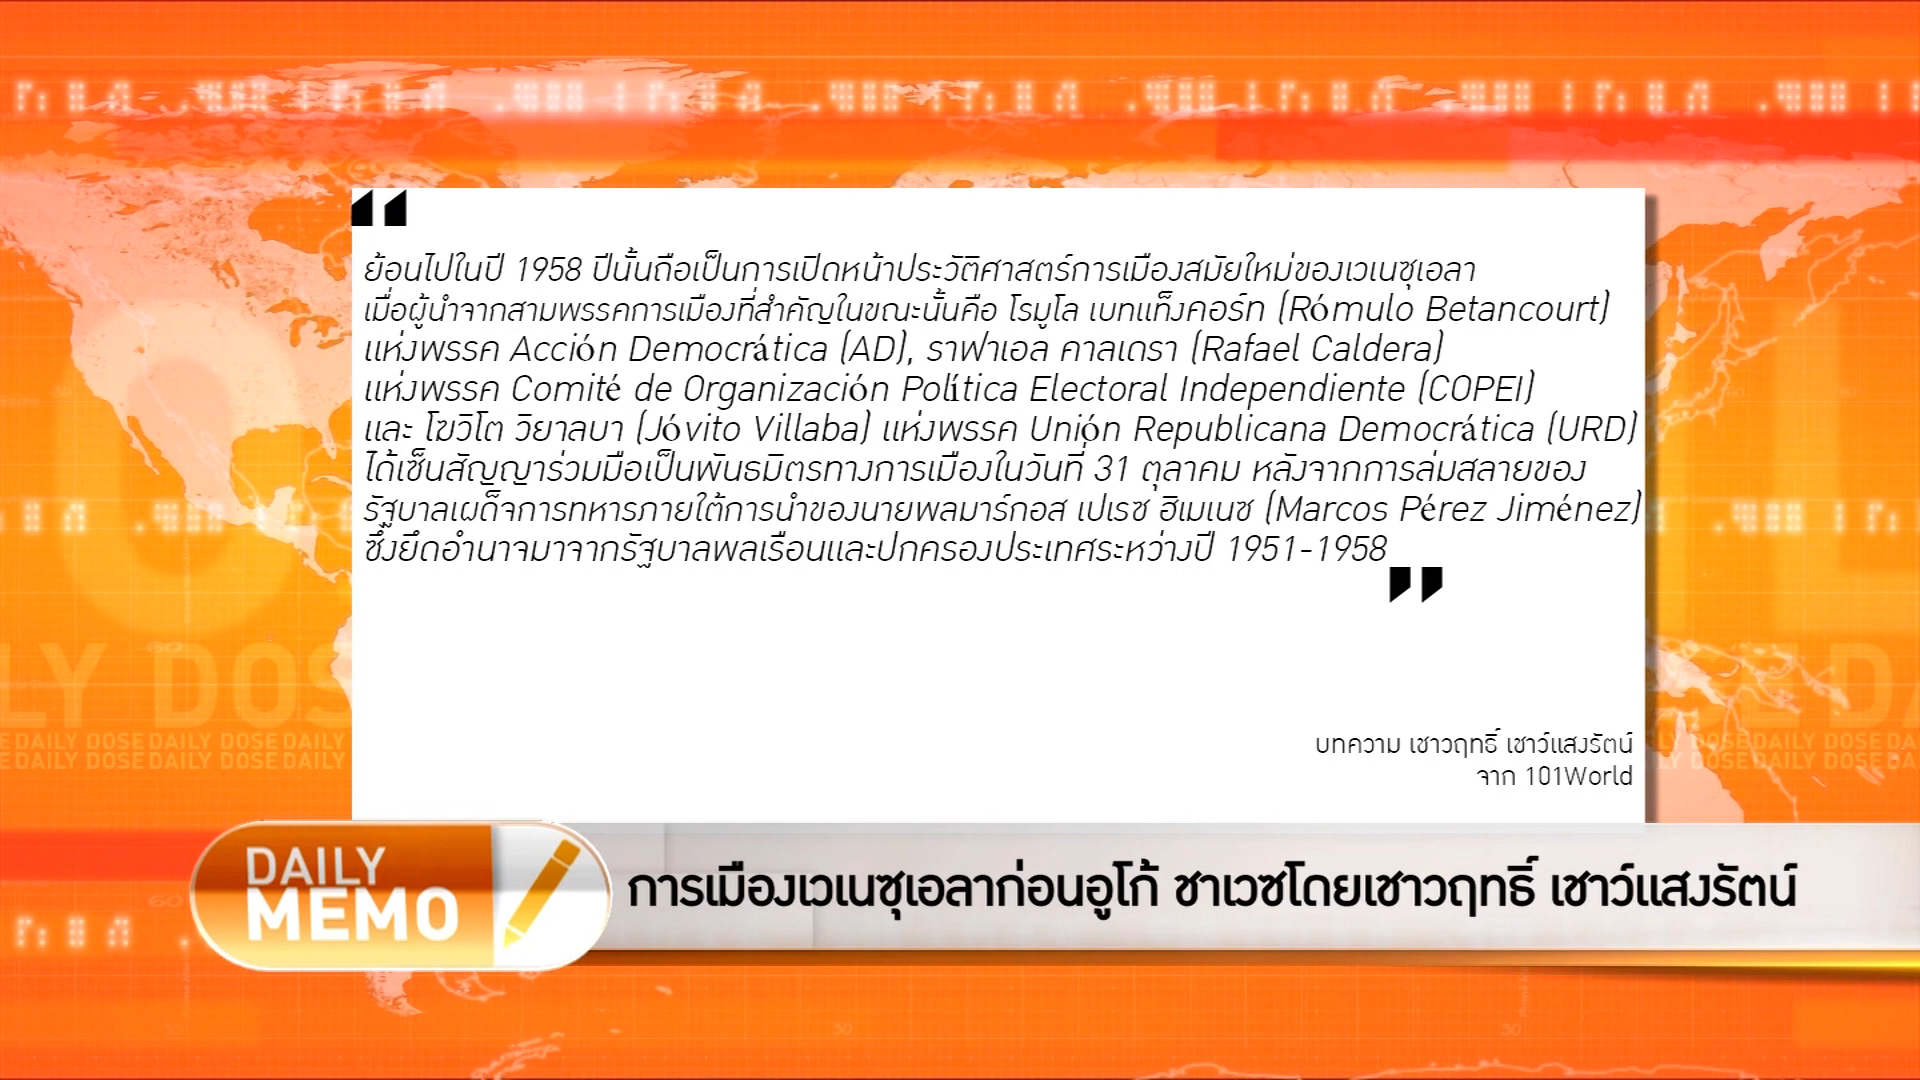 ย้อนไปในปี 1958 ปีนั้นถือเป็นการเปิดหน้าประวัติศาสตร์การเมืองสมัยใหม่ของเวเนซุเอลา
เมื่อผู้นำจากสามพรรคการเมืองที่สำคัญในขณะนั้นคือ โรมูโล เบทแท็งคอร์ท (Rómulo Betancourt)
แห่งพรรค Acción Democrática (AD), ราฟาเอล คาลเดรา (Rafael Caldera)
แห่งพรรค Comité de Organización Política Electoral Independiente (COPEI)
และ โฆวิโต วิยาลบา (Jóvito Villaba) แห่งพรรค Unión Republicana Democrática (URD)
ได้เซ็นสัญญาร่วมมือเป็นพันธมิตรทางการเมืองในวันที่ 31 ตุลาคม หลังจากการล่มสลายของ
รัฐบาลเผด็จการทหารภายใต้การนำของนายพลมาร์กอส เปเรซ ฮิเมเนซ (Marcos Pérez Jiménez)
ซึ่งยึดอำนาจมาจากรัฐบาลพลเรือนและปกครองประเทศระหว่างปี 1951-1958
บทความ เชาวฤทธิ์ เชาว์แสงรัตน์
จาก 101World
DAILY
MEMO
การเมืองเวเนซุเอลาก่อนอูโก้ ชาเวซโดยเชาวฤทธิ์ เชาว์แสงรัตน์
LY DOSE
E DAILY DOSE DAILY DOSE DAILY
E DAILY DOSE DAILY DOSE DAILY